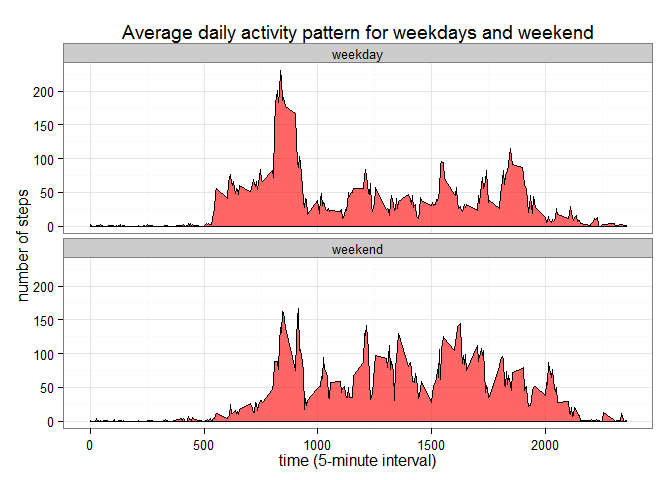 Average daily activity pattern for weekdays and weekend
weekday
200
150
100
50
0
weekend
200
150
100
50
0
number of steps
0 500 1000 1500 2000
time (5-minute interval)